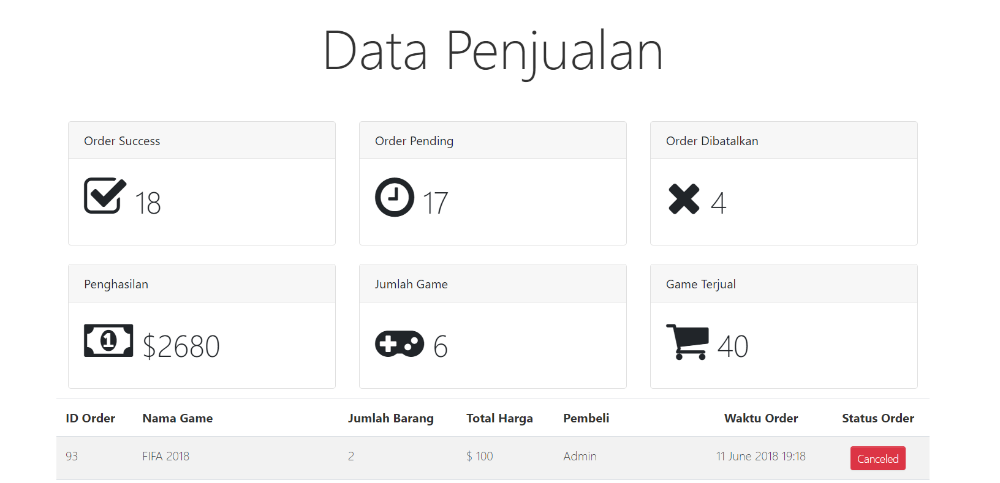 Data Penjualan
Order Success
Order Pending
Order Dibatalkan
18
17
4
Penghasilan
Jumlah Game
Game Terjual
1 $2680
6
40
ID Order Nama Game Jumlah Barang Total Harga Pembeli Waktu Order Status Order
93 FIFA 2018 2 $ 100 Admin 11 June 2018 19:18 Canceled